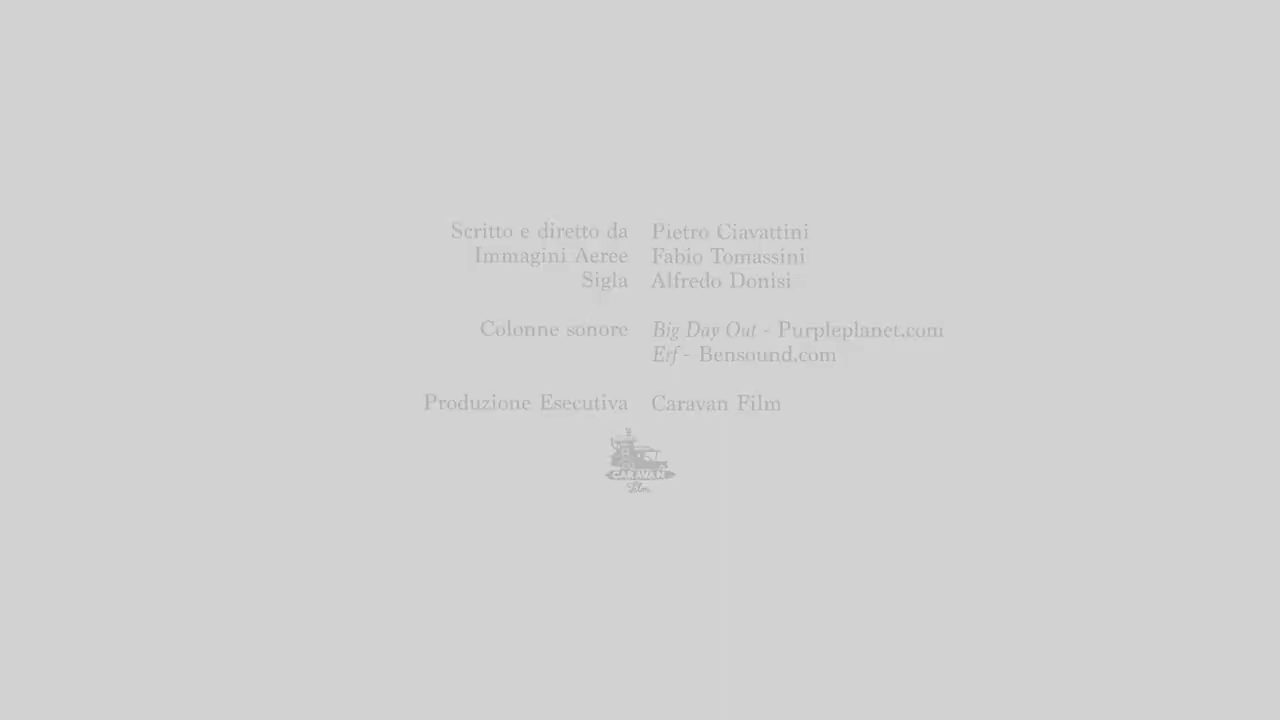 Scritto e diretto da Pietro Ciavattini
Immagini Aeree Fabio Tomassini
Sigla Alfredo Donisi
Colonne sonore Big Day Out - Purpleplanet.com
Erf - Bensound.com
Produzione Esecutiva Caravan Film
CARAVAN
Film